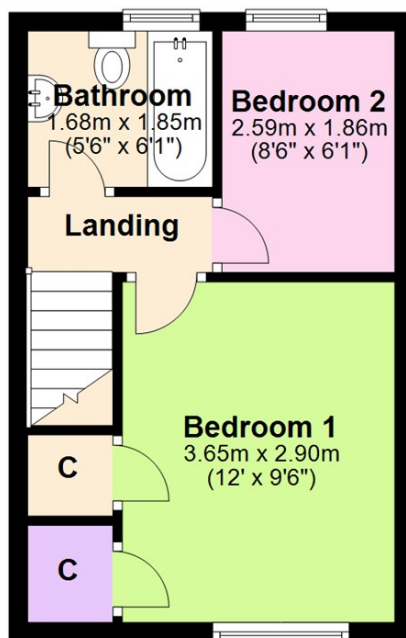 Bathroom
1.68m x 1.85m
(5'6" x 6'1")
Bedroom 2
2.59m x 1.86m
(8'6" x 6'1")
Landing
Bedroom 1
3.65m x 2.90m
(12' x 9'6")
C
C